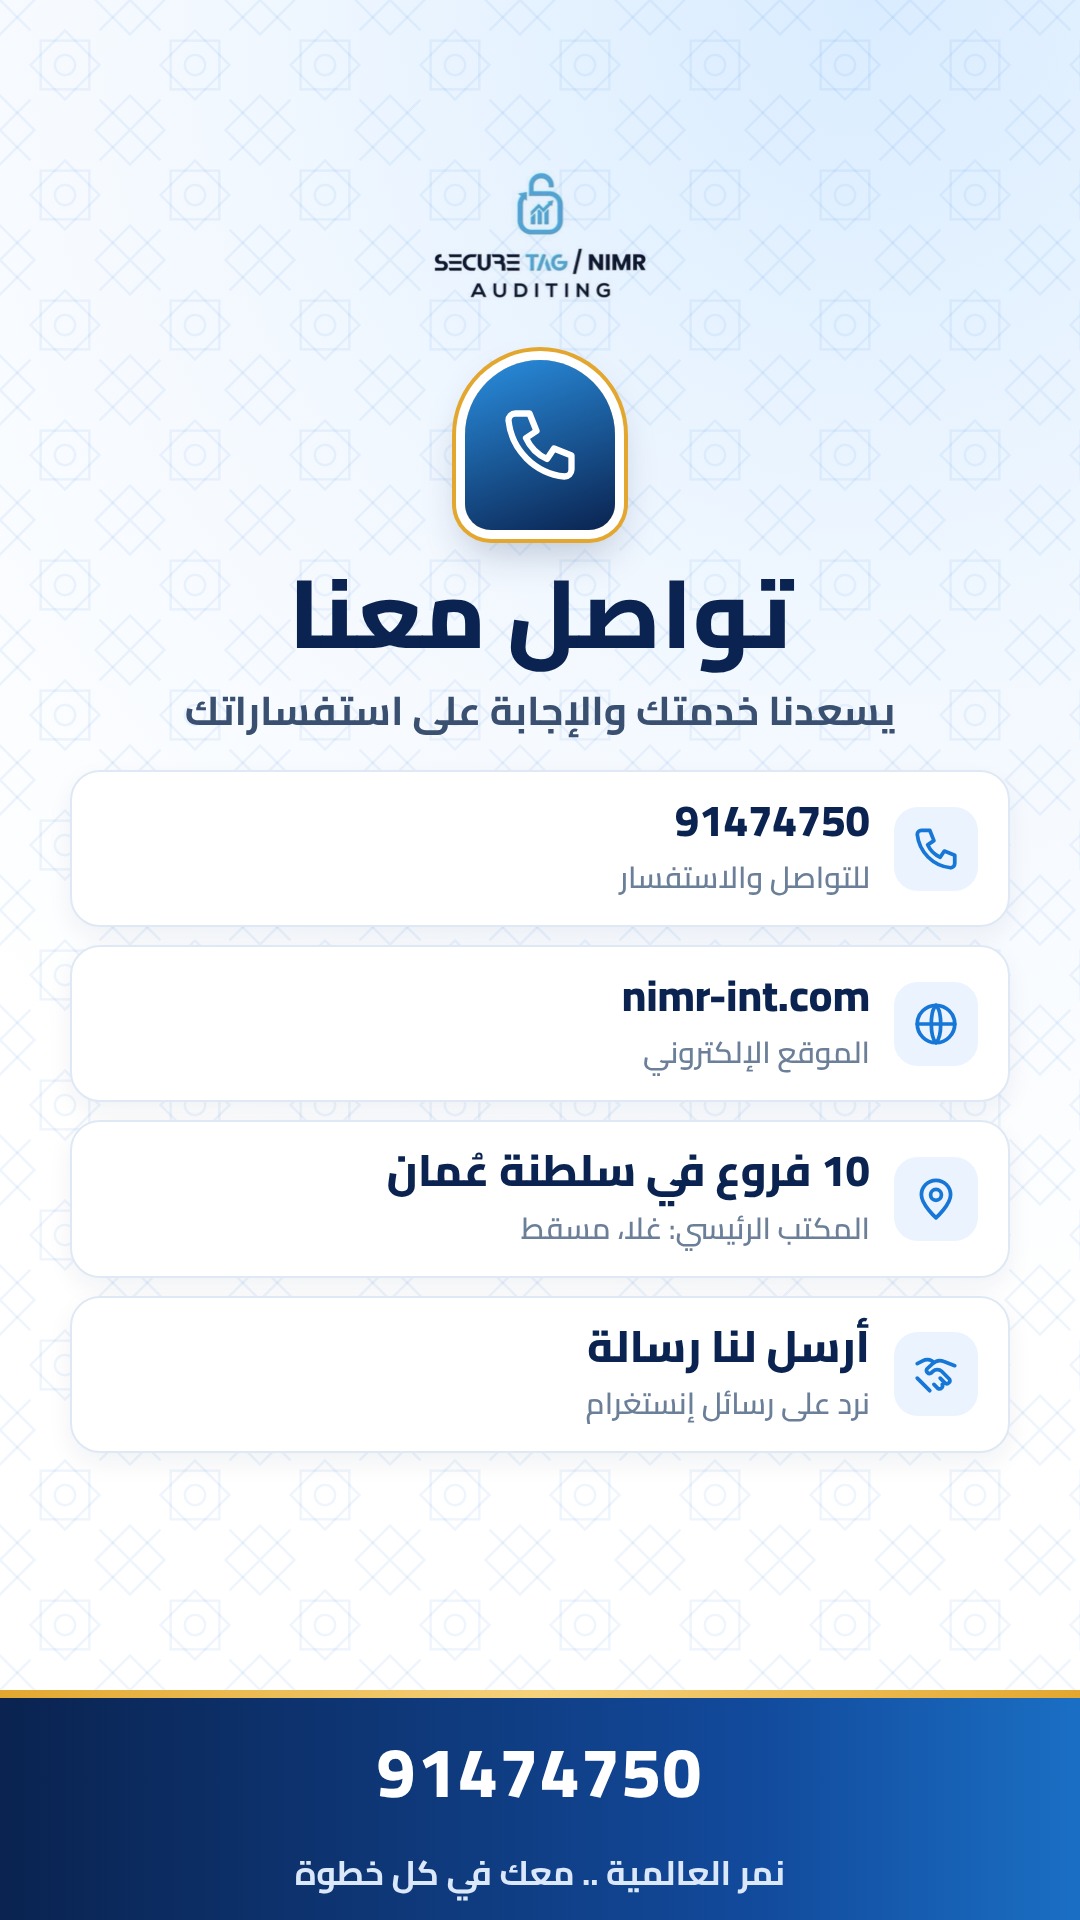 SECURE TAG / NIMR
AUDITING
تواصل معنا
يسعدنا خدمتك والإجابة على استفساراتك
91474750
للتواصل والاستفسار
nimr-int.com
الموقع الإلكتروني
10 فروع في سلطنة عُمان
المكتب الرئيسي: غلا، مسقط
أرسل لنا رسالة
نرد على رسائل إنستغرام
91474750
نمر العالمية .. معك في كل خطوة